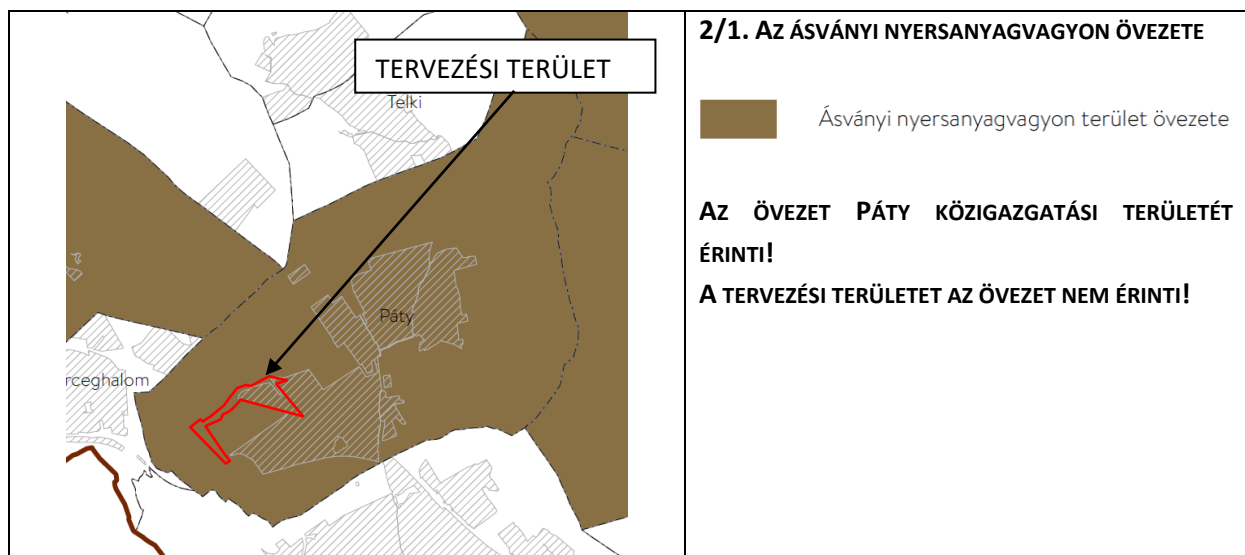 TERVEZÉSI TERÜLET
Telki
Páty
rceghalom
2/1. AZ ÁSVÁNYI NYERSANYAGVAGYON ÖVEZETE
Ásványi nyersanyagvagyon terület övezete
AZ ÖVEZET PÁTY KÖZIGAZGATÁSI TERÜLETÉT
ÉRINTI!
A TERVEZÉSI TERÜLETET AZ ÖVEZET NEM ÉRINTI!